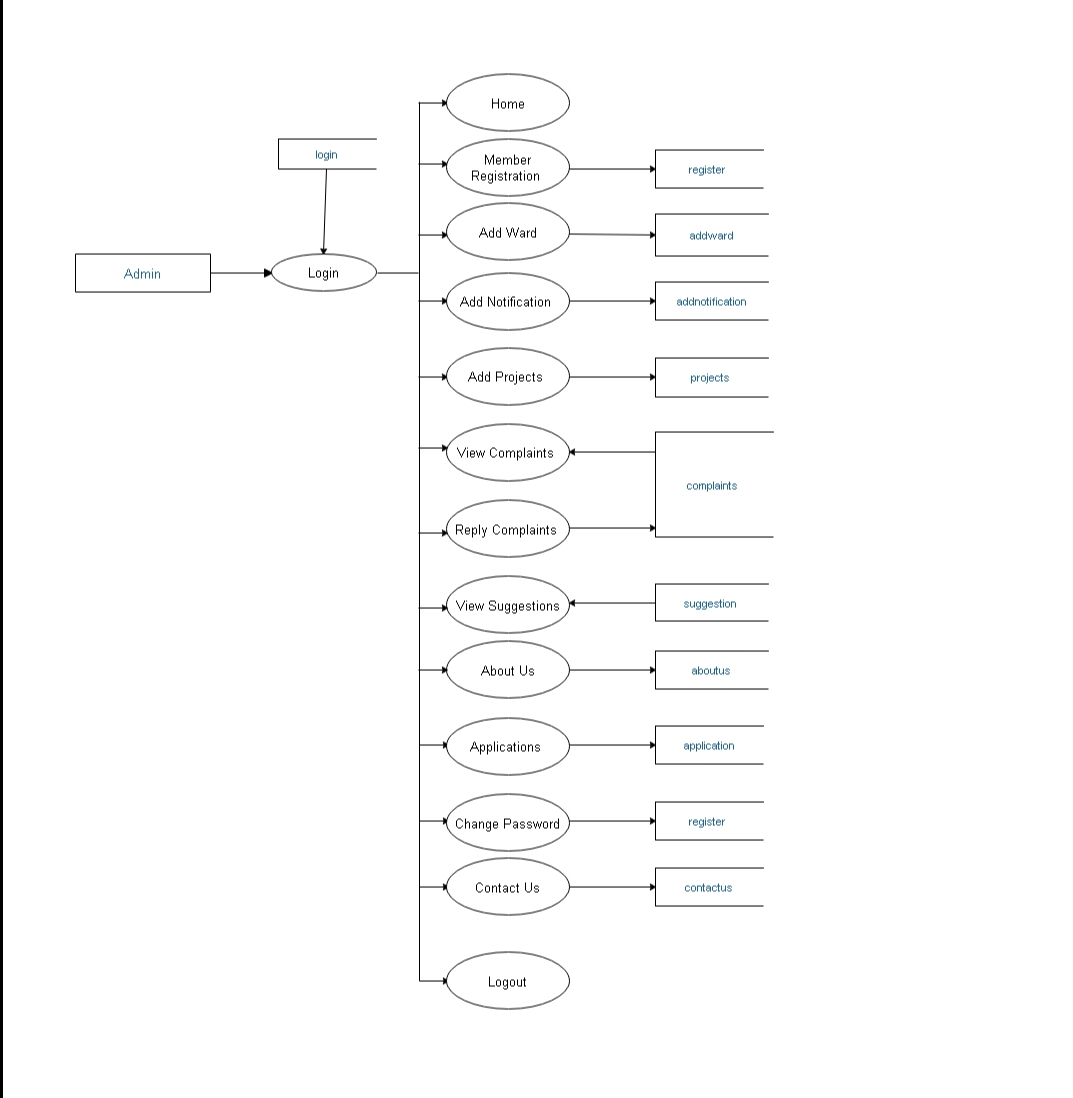 Home
login
Member
Registration
register
Add Ward
addward
Admin
Login
Add Notification
addnotification
Add Projects
projects
View Complaints
complaints
Reply Complaints
View Suggestions
suggestion
About Us
aboutus
Applications
application
Change Password
register
Contact Us
contactus
Logout